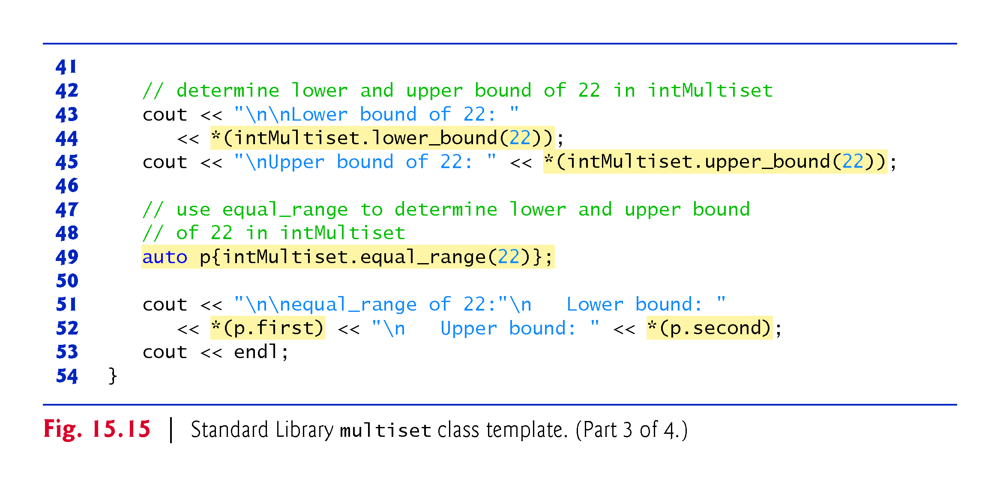 41
42 // determine lower and upper bound of 22 in intMultiset
43 cout << "\n\nLower bound of 22: "
44 << *(intMultiset.lower_bound(22));
45 cout << "\nUpper bound of 22: " << *(intMultiset.upper_bound(22));
46
47 // use equal_range to determine lower and upper bound
48 // of 22 in intMultiset
49 auto p{intMultiset.equal_range(22)};
50
51 cout << "\n\nequal_range of 22:"\n   Lower bound: "
52 << *(p.first) << "\n   Upper bound: " << *(p.second);
53 cout << endl;
54 }
Fig. 15.15 | Standard Library multiset class template. (Part 3 of 4.)